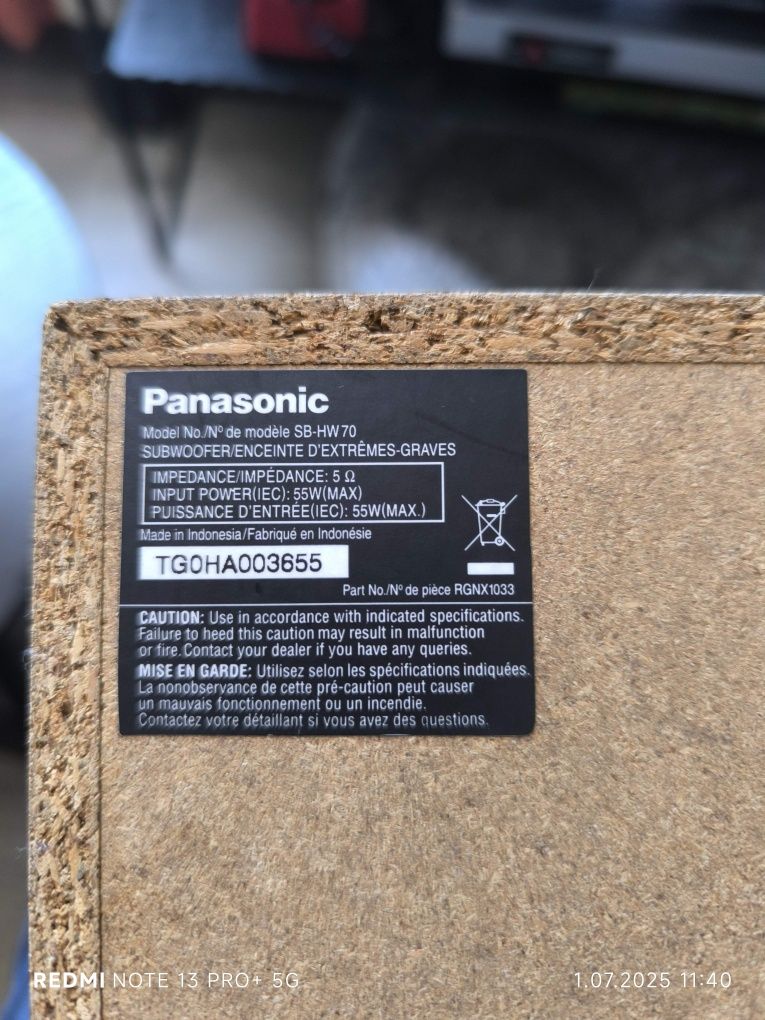 Panasonic
Model No./Nº de modèle SB-HW70
SUBWOOFER/ENCEINTE D'EXTRÊMES-GRAVES
IMPEDANCE/IMPÉDANCE: 5 Ω
INPUT POWER(IEC): 55W(MAX)
PUISSANCE D'ENTRÉE(IEC): 55W(MAX.)
Made in Indonesia/Fabriqué en Indonésie
TG0HA003655
Part No./Nº de pièce RGNX1033
CAUTION: Use in accordance with indicated specifications.
Failure to heed this caution may result in malfunction
or fire. Contact your dealer if you have any queries.
MISE EN GARDE: Utilisez selon les spécifications indiquées.
La nonobservance de cette pré-caution peut causer
un mauvais fonctionnement ou un incendie.
Contactez votre détaillant si vous avez des questions.
REDMI NOTE 13 PRO+ 5G
1.07.2025 11:40